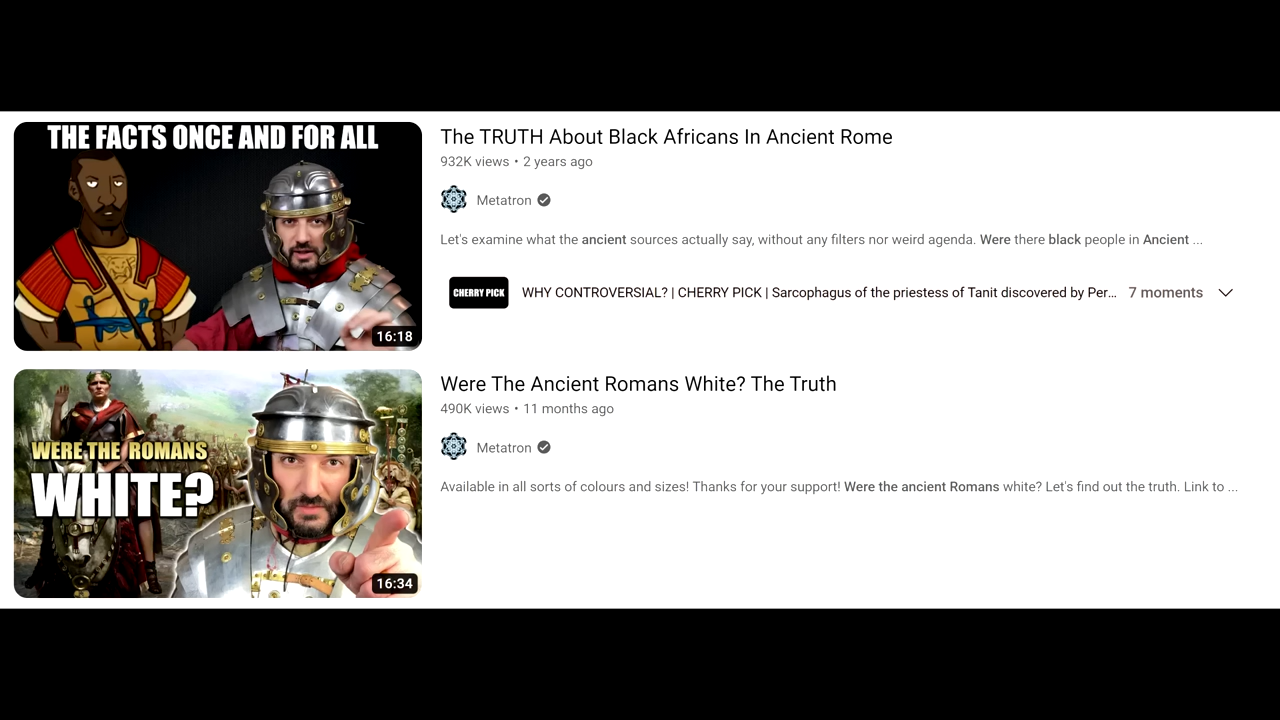 THE FACTS ONCE AND FOR ALL
16:18
The TRUTH About Black Africans In Ancient Rome
932K views • 2 years ago
Metatron
Let's examine what the ancient sources actually say, without any filters nor weird agenda. Were there black people in Ancient ...
CHERRY PICK
WHY CONTROVERSIAL? | CHERRY PICK | Sarcophagus of the priestess of Tanit discovered by Per...
7 moments
WERE THE ROMANS
WHITE?
16:34
Were The Ancient Romans White? The Truth
490K views • 11 months ago
Metatron
Available in all sorts of colours and sizes! Thanks for your support! Were the ancient Romans white? Let's find out the truth. Link to ...